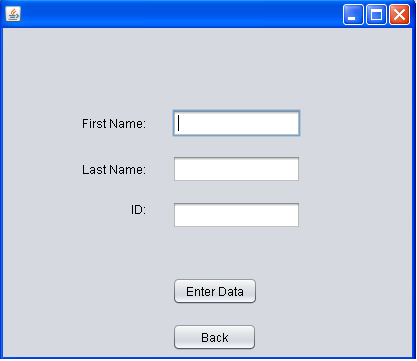 First Name:
Last Name:
ID:
Enter Data
Back